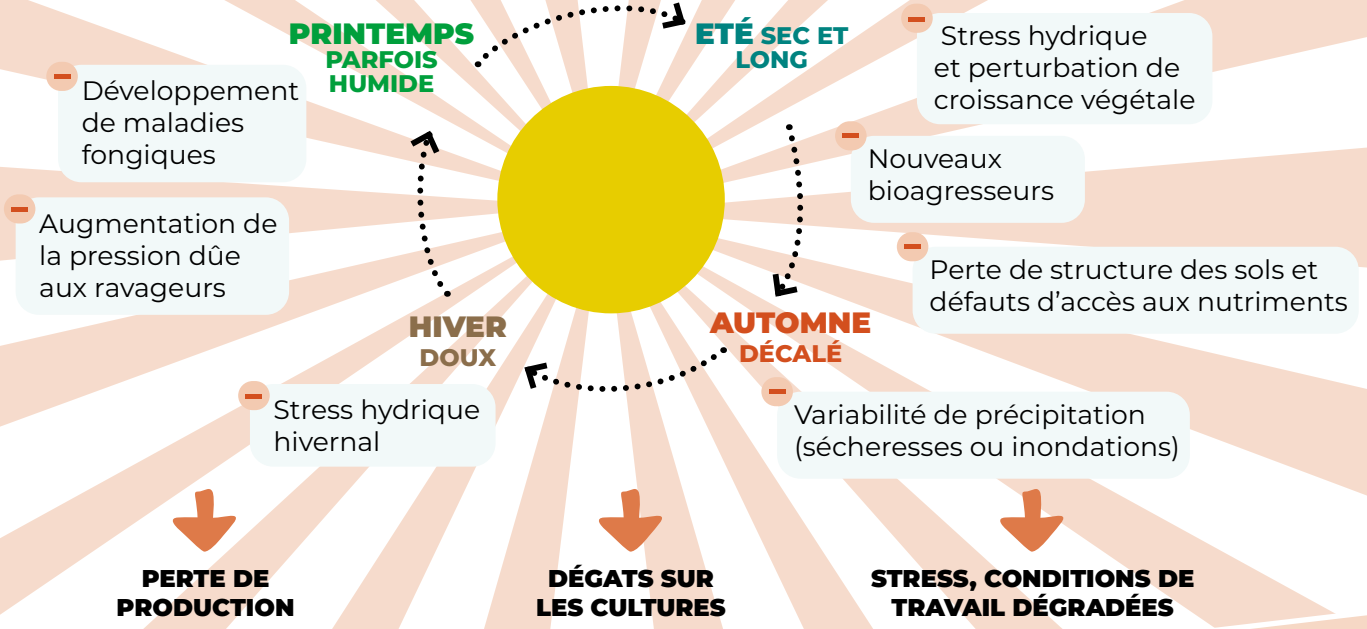 PRINTEMPS
PARFOIS
HUMIDE
ETÉ SEC ET
LONG
Stress hydrique
et perturbation de
croissance végétale
Développement
de maladies
fongiques
Nouveaux
bioagresseurs
Augmentation de
la pression dûe
aux ravageurs
Perte de structure des sols et
défauts d’accès aux nutriments
HIVER
DOUX
AUTOMNE
DÉCALÉ
Stress hydrique
hivernal
Variabilité de précipitation
(sécheresses ou inondations)
PERTE DE
PRODUCTION
DÉGATS SUR
LES CULTURES
STRESS, CONDITIONS DE
TRAVAIL DÉGRADÉES